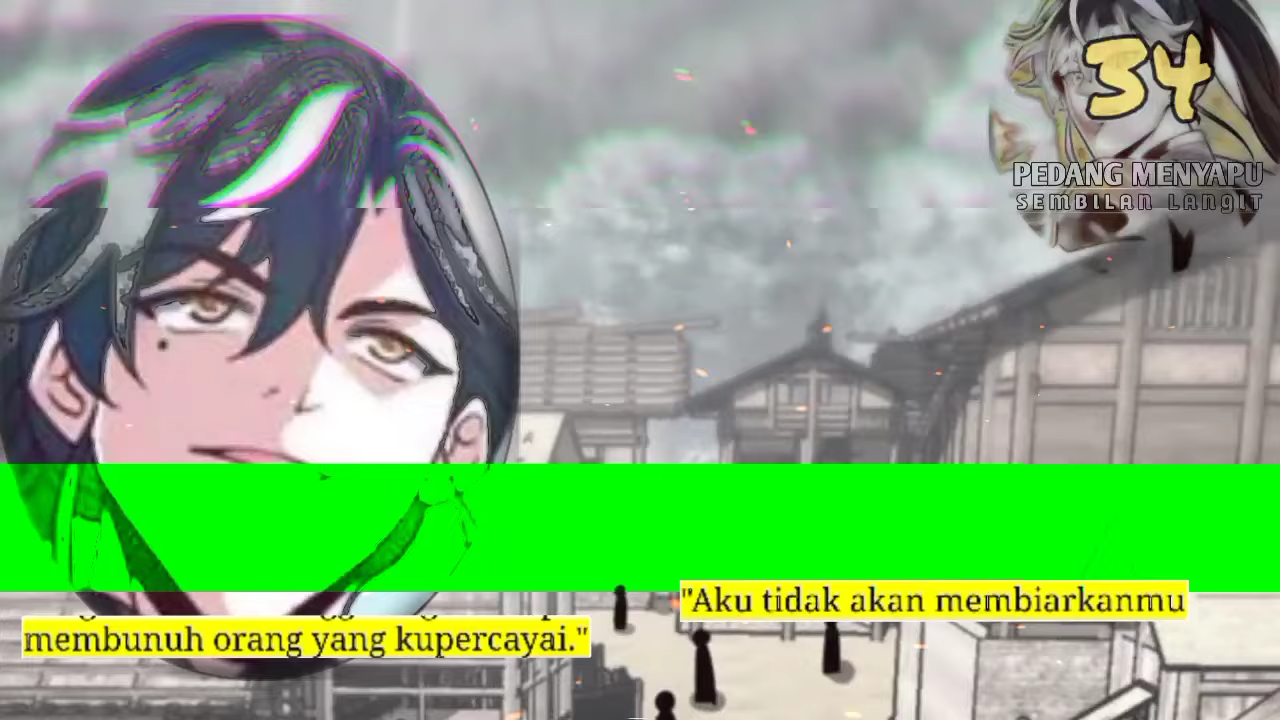 34
PEDANG MENYAPU
SEMBILAN LANGIT
membunuh orang yang kupercayai."
"Aku tidak akan membiarkanmu